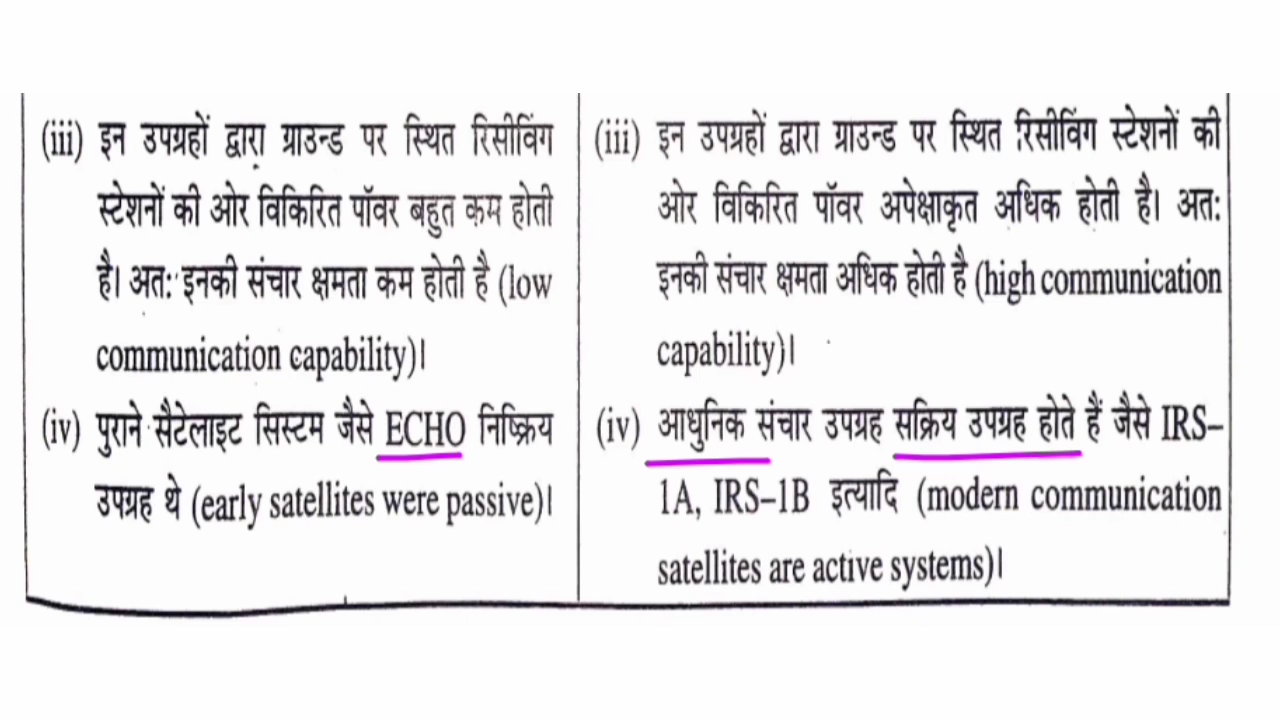 (iii) इन उपग्रहों द्वारा ग्राउन्ड पर स्थित रिसीविंग
स्टेशनों की ओर विकिरित पॉवर बहुत कम होती
है। अत: इनकी संचार क्षमता कम होती है (low
communication capability)।
(iv) पुराने सैटेलाइट सिस्टम जैसे ECHO निष्क्रिय
उपग्रह थे (early satellites were passive)।
(iii) इन उपग्रहों द्वारा ग्राउन्ड पर स्थित रिसीविंग स्टेशनों की
ओर विकिरित पॉवर अपेक्षाकृत अधिक होती है। अत:
इनकी संचार क्षमता अधिक होती है (high communication
capability)।
(iv) आधुनिक संचार उपग्रह सक्रिय उपग्रह होते हैं जैसे IRS–
1A, IRS–1B इत्यादि (modern communication
satellites are active systems)।